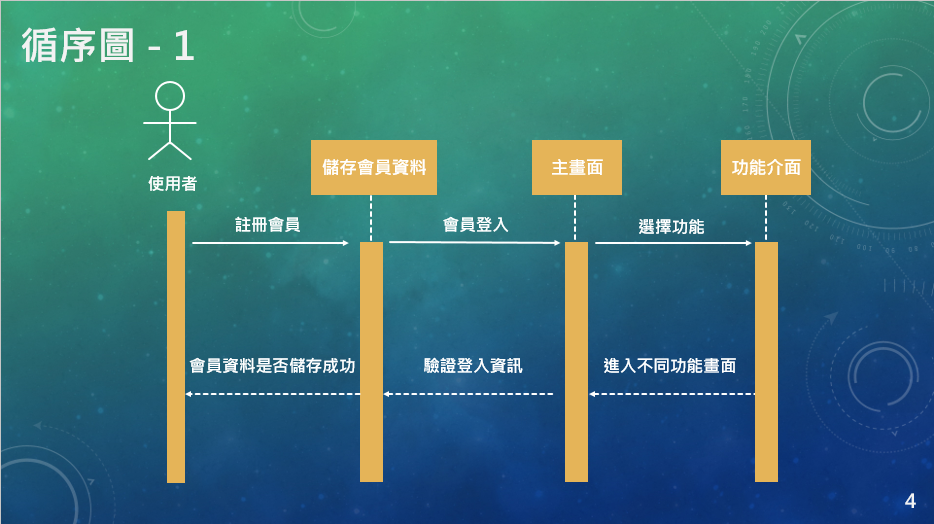 循序圖 - 1
使用者
儲存會員資料
主畫面
功能介面
註冊會員
會員登入
選擇功能
會員資料是否儲存成功
驗證登入資訊
進入不同功能畫面
4